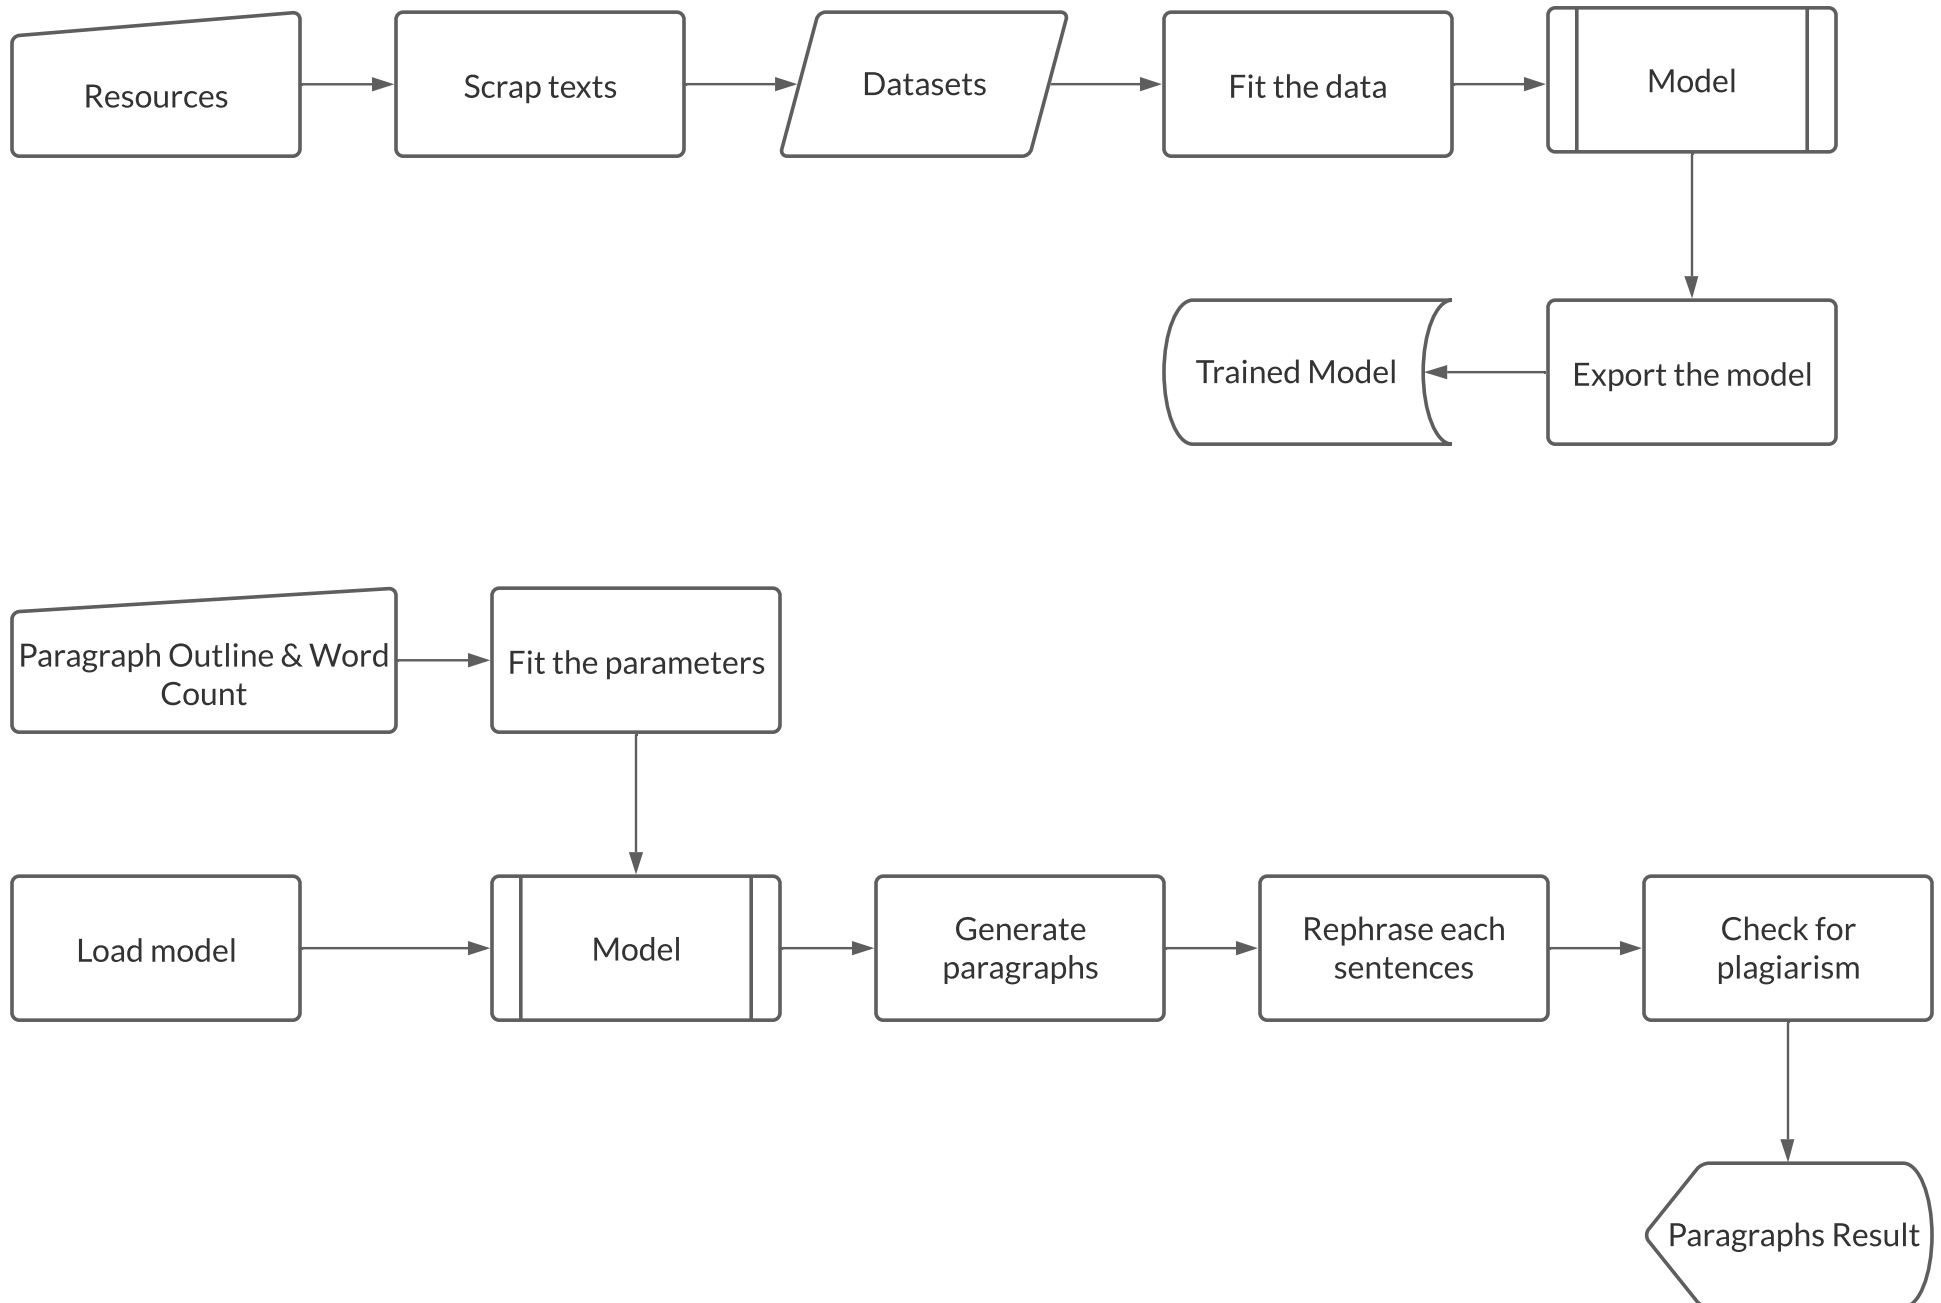 Resources
Scrap texts
Datasets
Fit the data
Model
Trained Model
Export the model
Paragraph Outline & Word
Count
Fit the parameters
Load model
Model
Generate
paragraphs
Rephrase each
sentences
Check for
plagiarism
Paragraphs Result